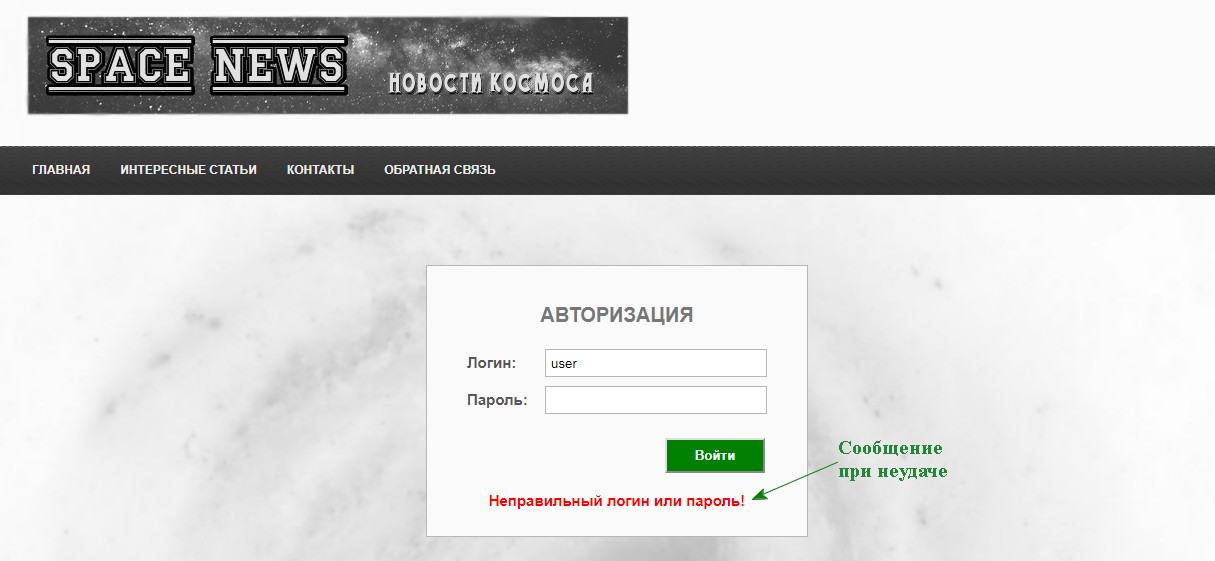 SPACE NEWS
НОВОСТИ КОСМОСА
ГЛАВНАЯ ИНТЕРЕСНЫЕ СТАТЬИ КОНТАКТЫ ОБРАТНАЯ СВЯЗЬ
АВТОРИЗАЦИЯ
Логин: user
Пароль:
Войти
Сообщение
при неудаче
Неправильный логин или пароль!